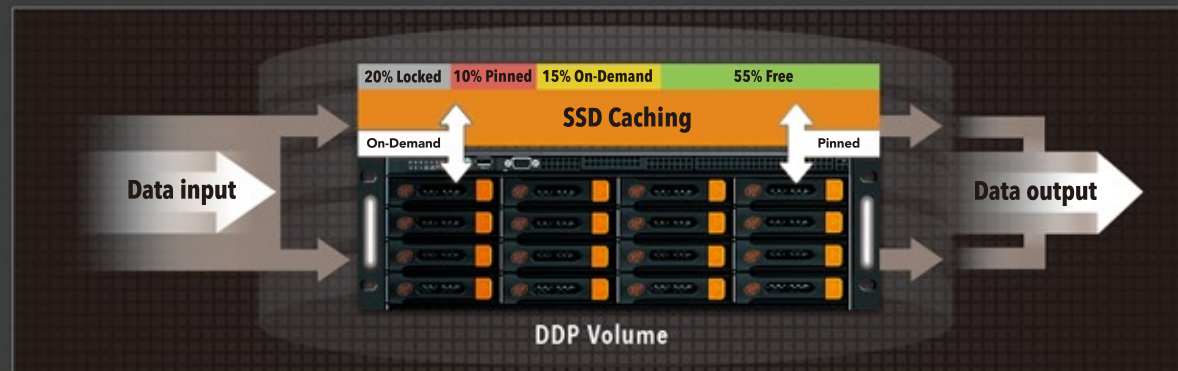 20% Locked 10% Pinned 15% On-Demand 55% Free
SSD Caching
On-Demand Pinned
Data input
Data output
DDP Volume